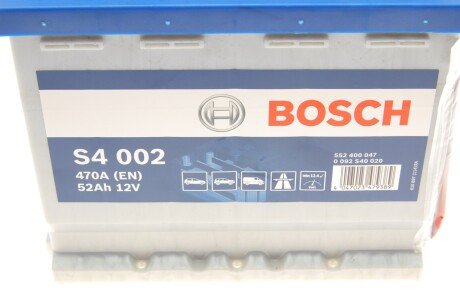 BOSCH
S4 002
470A (EN)
52Ah 12V
552 400 047
0 092 S40 020